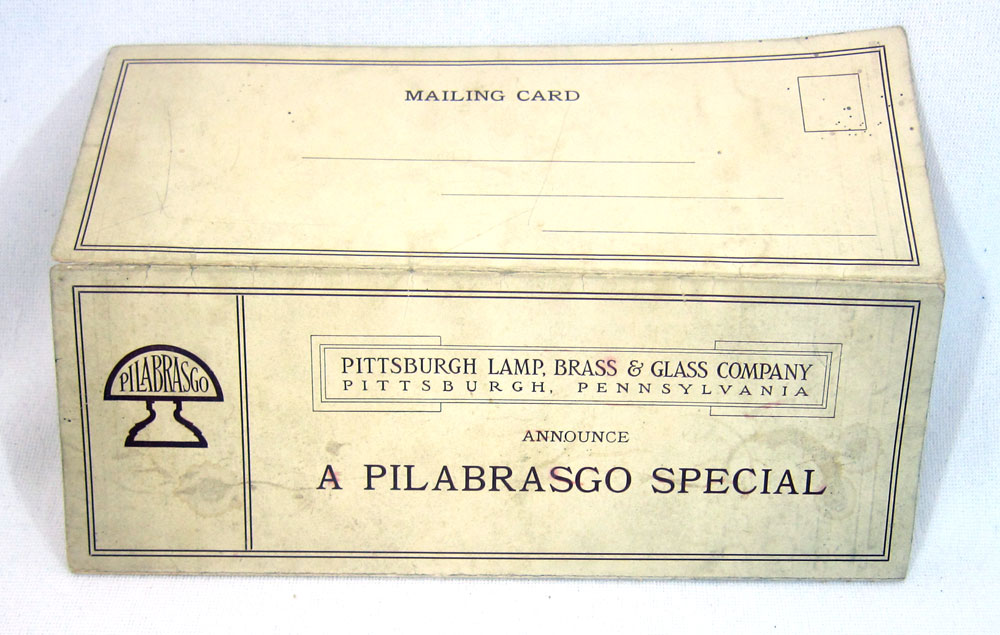 MAILING CARD
PILABRASGO
PITTSBURGH LAMP, BRASS & GLASS COMPANY
PITTSBURGH, PENNSYLVANIA
ANNOUNCE
A PILABRASGO SPECIAL